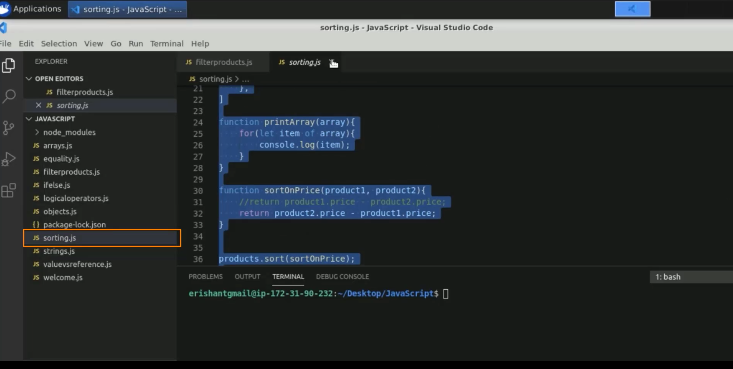 Applications
sorting.js - JavaScript - ...
sorting.js - JavaScript - Visual Studio Code
File Edit Selection View Go Run Terminal Help
EXPLORER
OPEN EDITORS
JS filterproducts.js
JS sorting.js
JAVASCRIPT
node_modules
JS arrays.js
JS equality.js
JS filterproducts.js
JS ifelse.js
JS logicaloperators.js
JS objects.js
{} package-lock.json
JS sorting.js
JS strings.js
JS valuevsreference.js
JS welcome.js
JS filterproducts.js
JS sorting.js
JS sorting.js > ...
21 },
22 ]
23
24 function printArray(array){
25 for(let item of array){
26 console.log(item);
27 }
28 }
29
30 function sortOnPrice(product1, product2){
31 //return product1.price - product2.price;
32 return product2.price - product1.price;
33 }
34
35
36 products.sort(sortOnPrice);
PROBLEMS OUTPUT TERMINAL DEBUG CONSOLE
1: bash
erishantgmail@ip-172-31-90-232:~/Desktop/JavaScript$